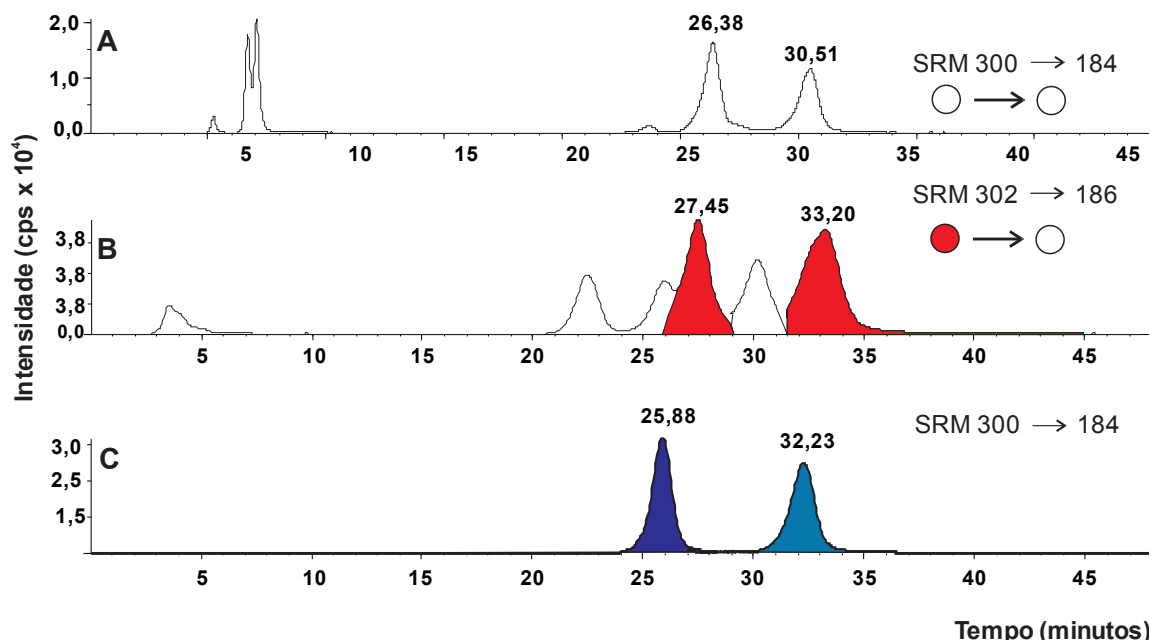 Intensidade (cps x 10⁴)
A
2,0
1,0
0,0
26,38
30,51
SRM 300 → 184
5 10 15 20 25 30 35 40 45
B
3,8
3,8
3,8
0,0
27,45
33,20
SRM 302 → 186
5 10 15 20 25 30 35 40 45
C
3,0
2,5
1,5
25,88
32,23
SRM 300 → 184
5 10 15 20 25 30 35 40 45
Tempo (minutos)